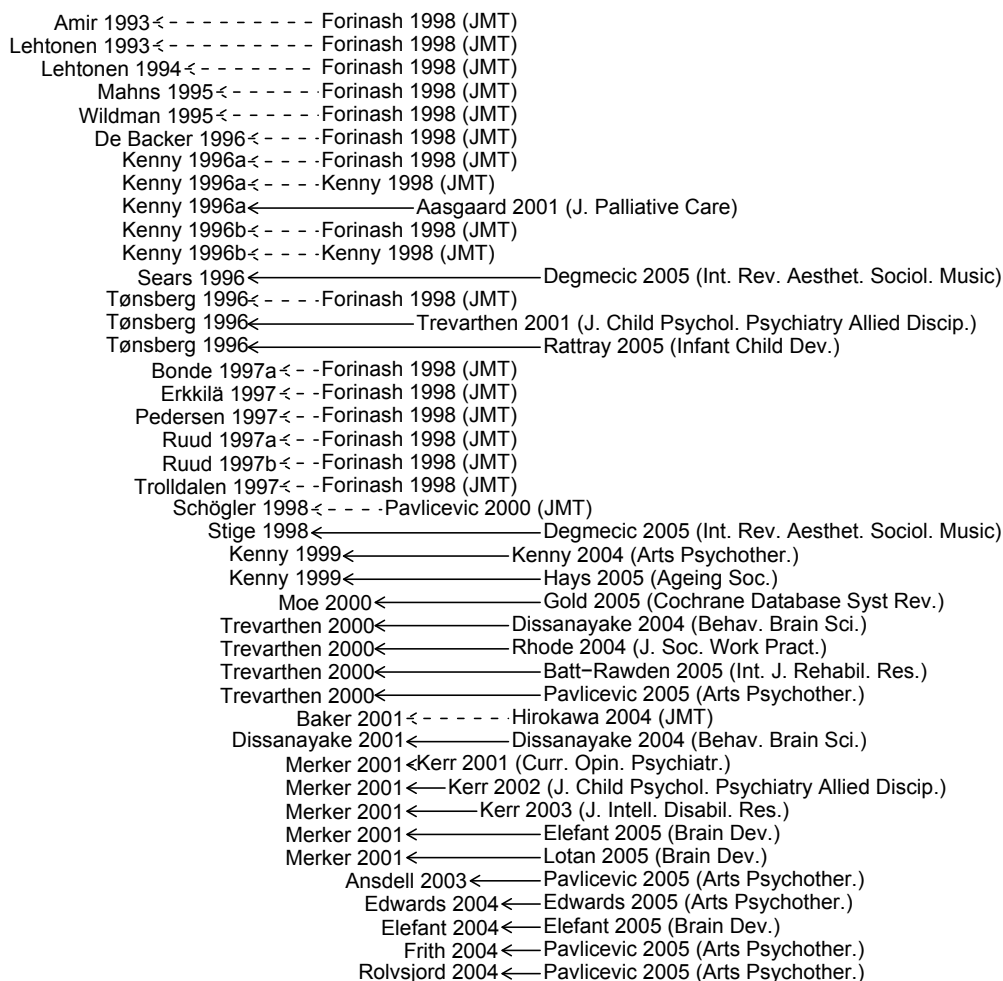 Amir 1993 Forinash 1998 (JMT)
Lehtonen 1993 Forinash 1998 (JMT)
Lehtonen 1994 Forinash 1998 (JMT)
Mahns 1995 Forinash 1998 (JMT)
Wildman 1995 Forinash 1998 (JMT)
De Backer 1996 Forinash 1998 (JMT)
Kenny 1996a Forinash 1998 (JMT)
Kenny 1996a Kenny 1998 (JMT)
Kenny 1996a Aasgaard 2001 (J. Palliative Care)
Kenny 1996b Forinash 1998 (JMT)
Kenny 1996b Kenny 1998 (JMT)
Sears 1996 Degmecic 2005 (Int. Rev. Aesthet. Sociol. Music)
Tønsberg 1996 Forinash 1998 (JMT)
Tønsberg 1996 Trevarthen 2001 (J. Child Psychol. Psychiatry Allied Discip.)
Tønsberg 1996 Rattray 2005 (Infant Child Dev.)
Bonde 1997a Forinash 1998 (JMT)
Erkkilä 1997 Forinash 1998 (JMT)
Pedersen 1997 Forinash 1998 (JMT)
Ruud 1997a Forinash 1998 (JMT)
Ruud 1997b Forinash 1998 (JMT)
Trolldalen 1997 Forinash 1998 (JMT)
Schögler 1998 Pavlicevic 2000 (JMT)
Stige 1998 Degmecic 2005 (Int. Rev. Aesthet. Sociol. Music)
Kenny 1999 Kenny 2004 (Arts Psychother.)
Kenny 1999 Hays 2005 (Ageing Soc.)
Moe 2000 Gold 2005 (Cochrane Database Syst Rev.)
Trevarthen 2000 Dissanayake 2004 (Behav. Brain Sci.)
Trevarthen 2000 Rhode 2004 (J. Soc. Work Pract.)
Trevarthen 2000 Batt−Rawden 2005 (Int. J. Rehabil. Res.)
Trevarthen 2000 Pavlicevic 2005 (Arts Psychother.)
Baker 2001 Hirokawa 2004 (JMT)
Dissanayake 2001 Dissanayake 2004 (Behav. Brain Sci.)
Merker 2001 Kerr 2001 (Curr. Opin. Psychiatr.)
Merker 2001 Kerr 2002 (J. Child Psychol. Psychiatry Allied Discip.)
Merker 2001 Kerr 2003 (J. Intell. Disabil. Res.)
Merker 2001 Elefant 2005 (Brain Dev.)
Merker 2001 Lotan 2005 (Brain Dev.)
Ansdell 2003 Pavlicevic 2005 (Arts Psychother.)
Edwards 2004 Edwards 2005 (Arts Psychother.)
Elefant 2004 Elefant 2005 (Brain Dev.)
Frith 2004 Pavlicevic 2005 (Arts Psychother.)
Rolvsjord 2004 Pavlicevic 2005 (Arts Psychother.)